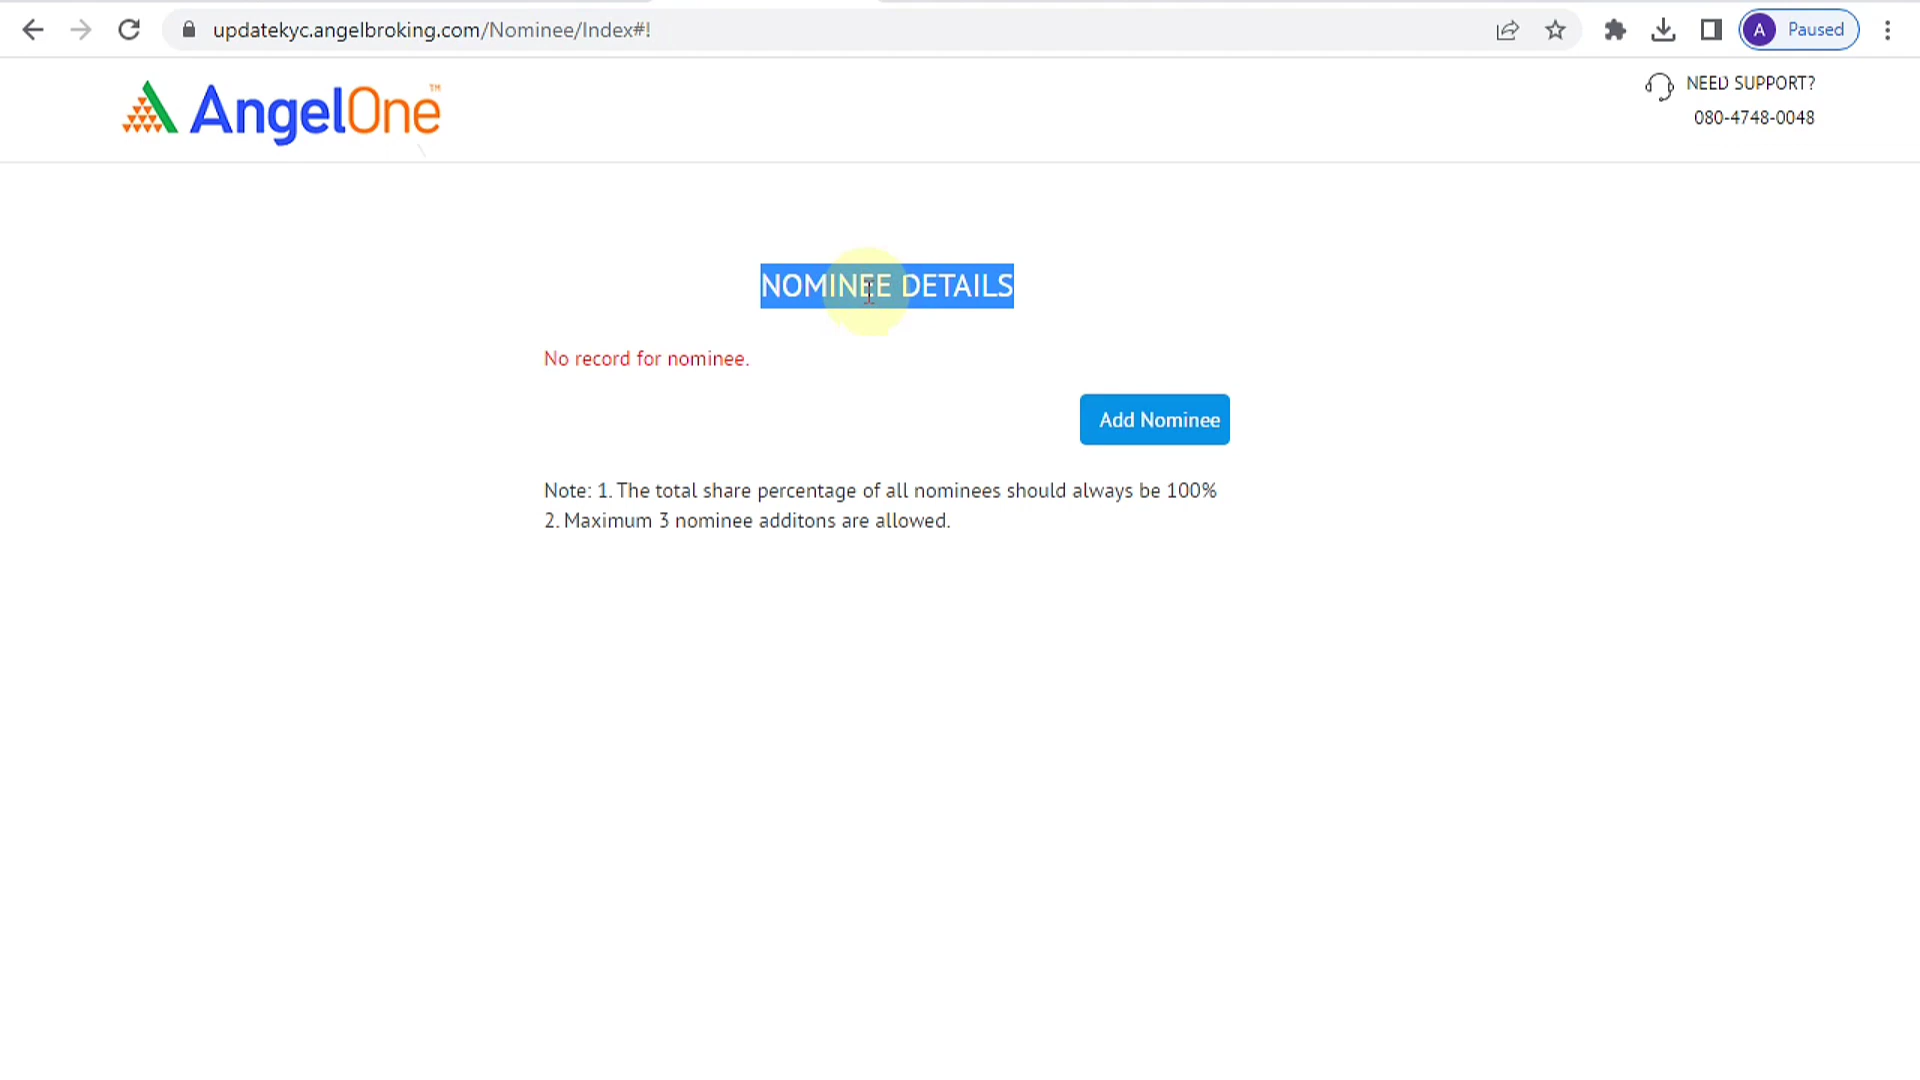 updatekyc.angelbroking.com/Nominee/Index#!
A Paused
AngelOne™
NEED SUPPORT?
080-4748-0048
NOMINEE DETAILS
No record for nominee.
Add Nominee
Note: 1. The total share percentage of all nominees should always be 100%
2. Maximum 3 nominee additons are allowed.